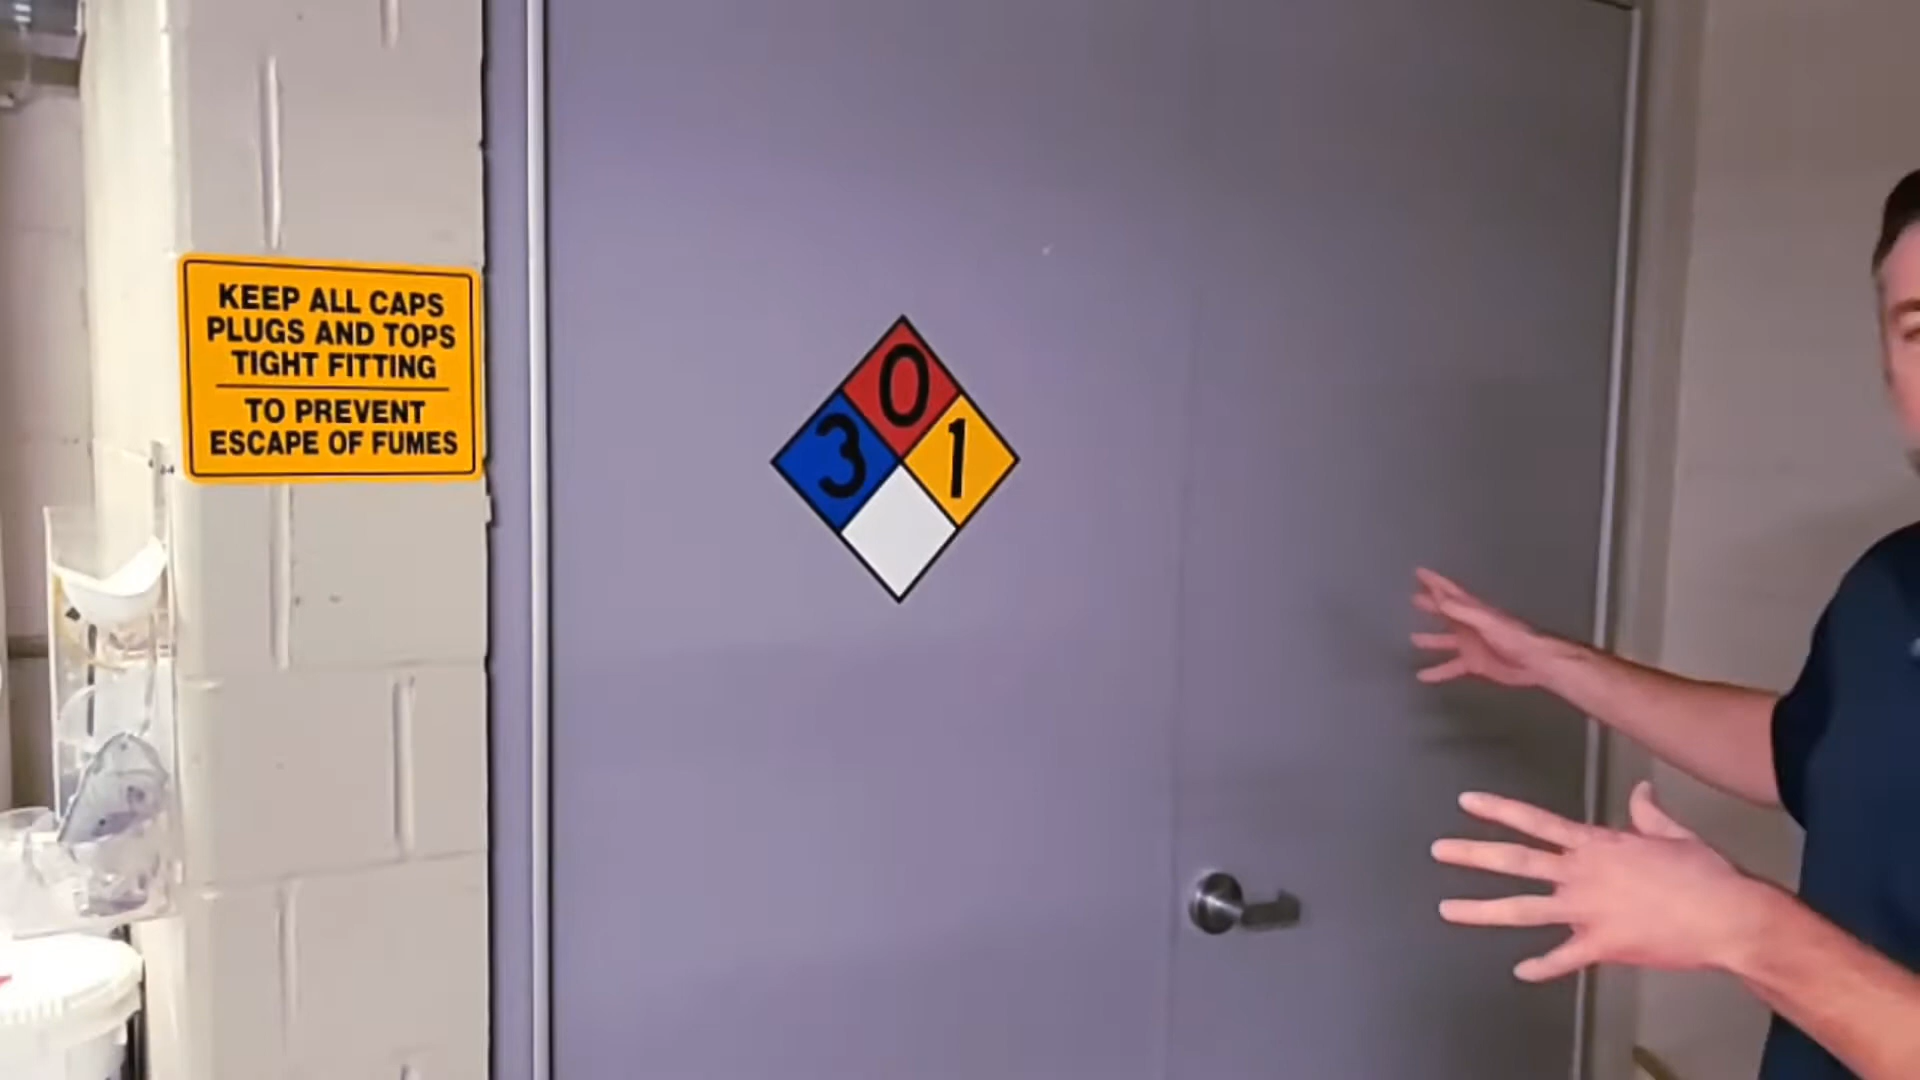 KEEP ALL CAPS
PLUGS AND TOPS
TIGHT FITTING
TO PREVENT
ESCAPE OF FUMES
0
3
1